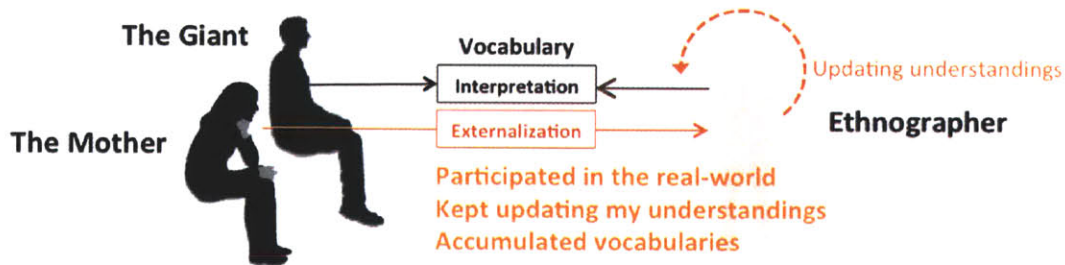 The Giant
Vocabulary
Interpretation
Updating understandings
Externalization
Ethnographer
The Mother
Participated in the real-world
Kept updating my understandings
Accumulated vocabularies